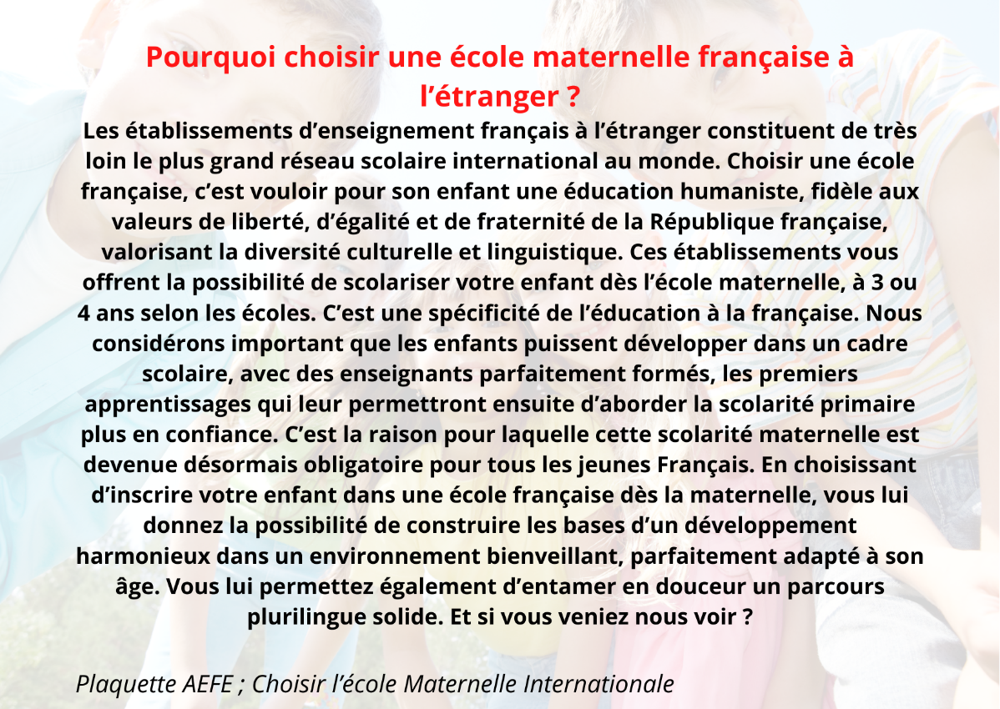 Pourquoi choisir une école maternelle française à
l’étranger ?
Les établissements d’enseignement français à l’étranger constituent de très
loin le plus grand réseau scolaire international au monde. Choisir une école
française, c’est vouloir pour son enfant une éducation humaniste, fidèle aux
valeurs de liberté, d’égalité et de fraternité de la République française,
valorisant la diversité culturelle et linguistique. Ces établissements vous
offrent la possibilité de scolariser votre enfant dès l’école maternelle, à 3 ou
4 ans selon les écoles. C’est une spécificité de l’éducation à la française. Nous
considérons important que les enfants puissent développer dans un cadre
scolaire, avec des enseignants parfaitement formés, les premiers
apprentissages qui leur permettront ensuite d’aborder la scolarité primaire
plus en confiance. C’est la raison pour laquelle cette scolarité maternelle est
devenue désormais obligatoire pour tous les jeunes Français. En choisissant
d’inscrire votre enfant dans une école française dès la maternelle, vous lui
donnez la possibilité de construire les bases d’un développement
harmonieux dans un environnement bienveillant, parfaitement adapté à son
âge. Vous lui permettez également d’entamer en douceur un parcours
plurilingue solide. Et si vous veniez nous voir ?
Plaquette AEFE ; Choisir l’école Maternelle Internationale